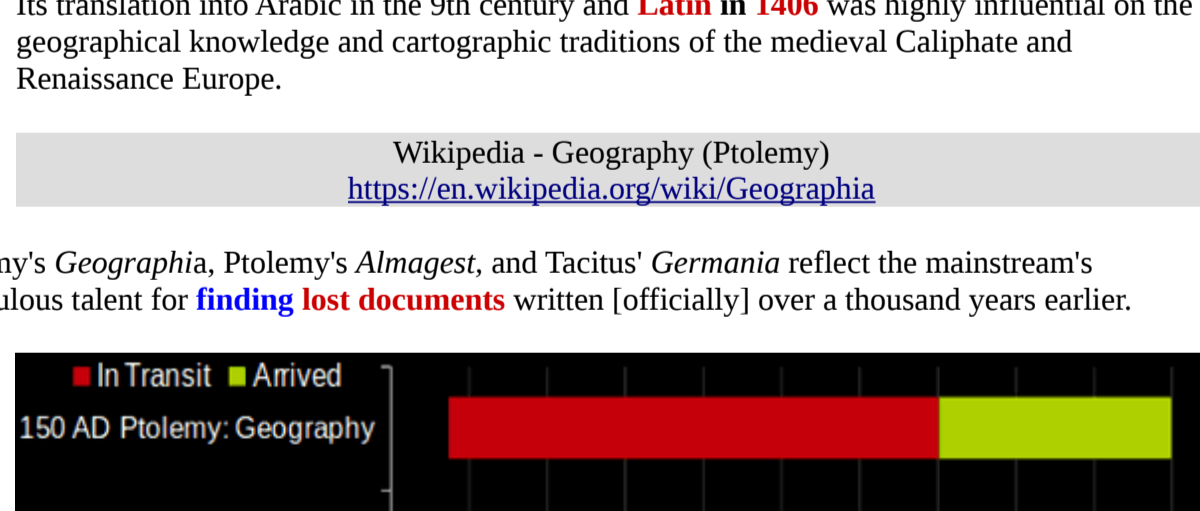 Its translation into Arabic in the 9th century and Latin in 1406 was highly influential on the
geographical knowledge and cartographic traditions of the medieval Caliphate and
Renaissance Europe.
Wikipedia - Geography (Ptolemy)
https://en.wikipedia.org/wiki/Geographia
my's Geographia, Ptolemy's Almagest, and Tacitus' Germania reflect the mainstream's
ulous talent for finding lost documents written [officially] over a thousand years earlier.
In Transit Arrived
150 AD Ptolemy: Geography